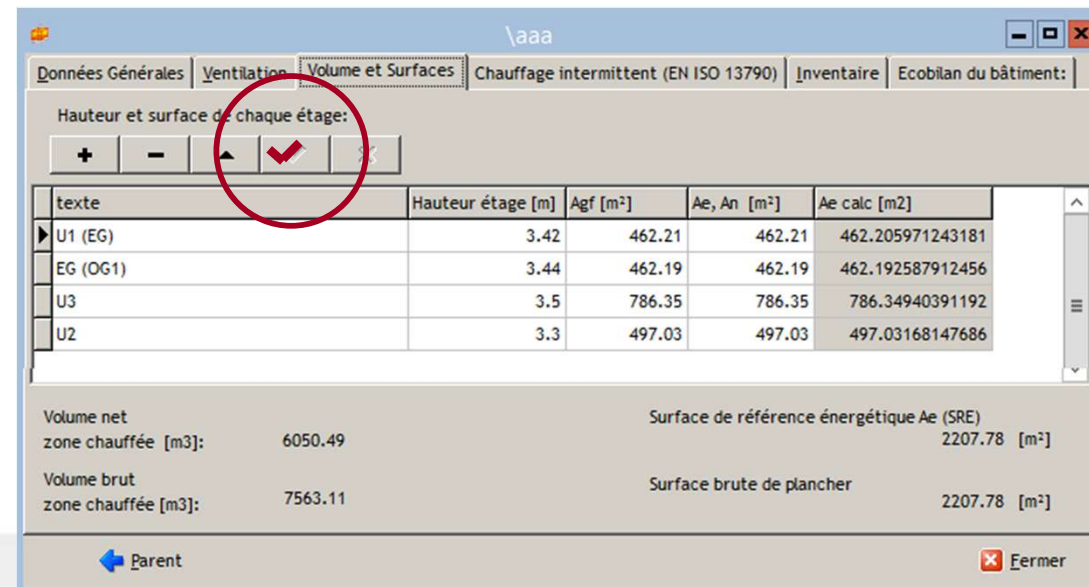 \aaa
Données Générales Ventilation Volume et Surfaces Chauffage intermittent (EN ISO 13790) Inventaire Ecobilan du bâtiment:
Hauteur et surface de chaque étage:
texte Hauteur étage [m] Agf [m²] Ae, An [m²] Ae calc [m2]
U1 (EG) 3.42 462.21 462.21 462.205971243181
EG (OG1) 3.44 462.19 462.19 462.192587912456
U3 3.5 786.35 786.35 786.34940391192
U2 3.3 497.03 497.03 497.03168147686
Volume net
zone chauffée [m3]: 6050.49
Surface de référence énergétique Ae (SRE)
2207.78 [m²]
Volume brut
zone chauffée [m3]: 7563.11
Surface brute de plancher
2207.78 [m²]
Parent Fermer